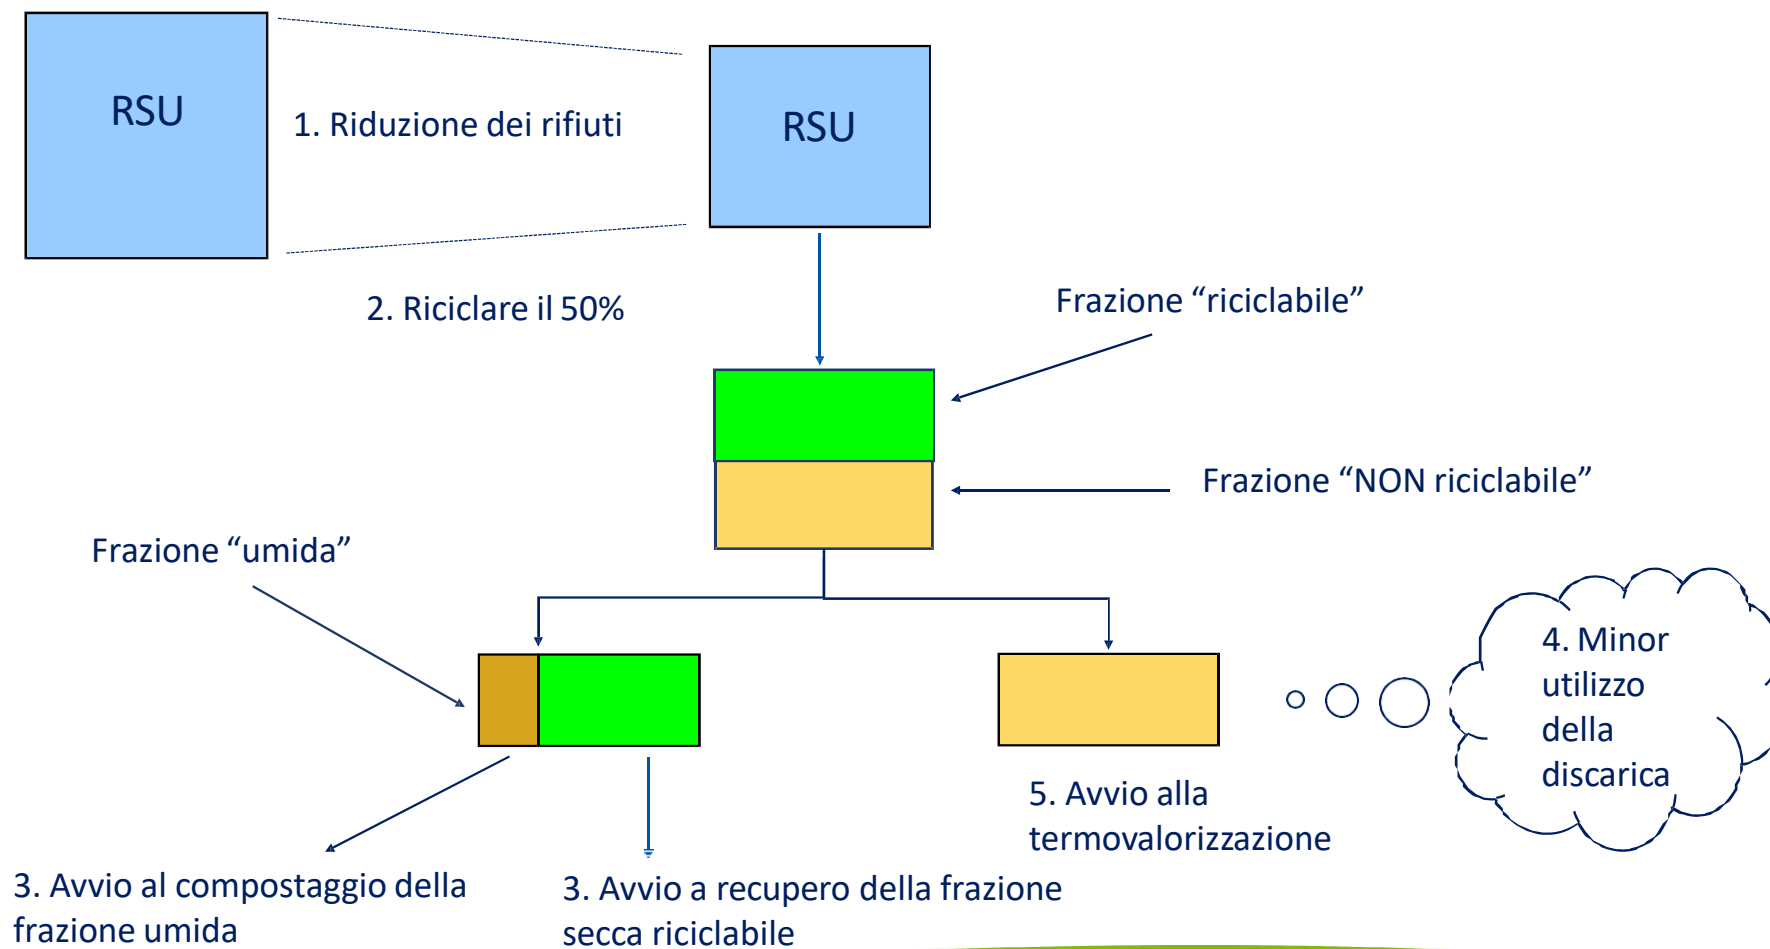 RSU
1. Riduzione dei rifiuti
RSU
2. Riciclare il 50%
Frazione “riciclabile”
Frazione “NON riciclabile”
Frazione “umida”
4. Minor
utilizzo
della
discarica
5. Avvio alla
termovalorizzazione
3. Avvio al compostaggio della
frazione umida
3. Avvio a recupero della frazione
secca riciclabile